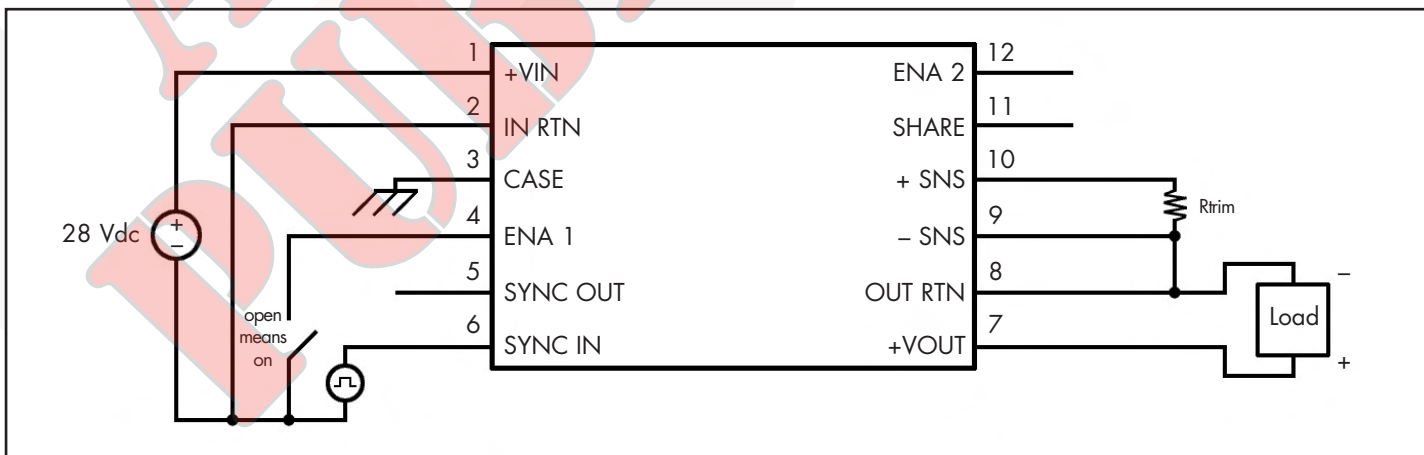 1
+VIN
2
IN RTN
3
CASE
4
ENA 1
5
SYNC OUT
6
SYNC IN
28 Vdc
+
−
open
means
on
12
ENA 2
11
SHARE
10
+ SNS
9
− SNS
8
OUT RTN
7
+VOUT
Rtrim
−
Load
+